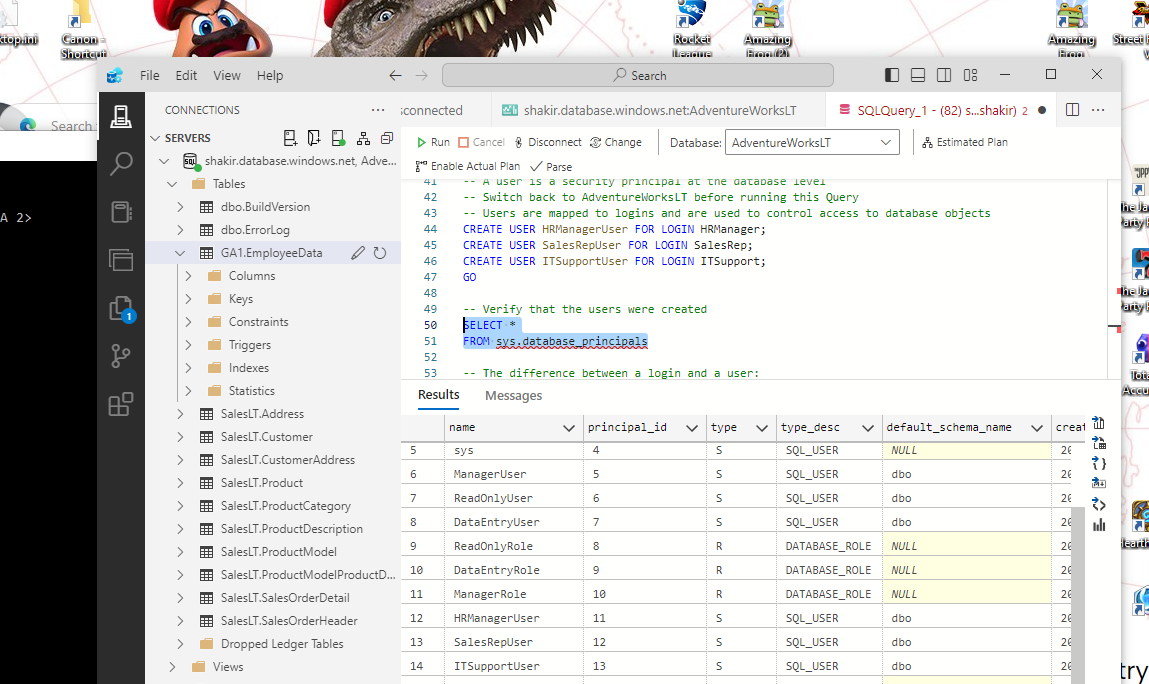 ktop.ini
Canon -
Shortcut
Rocket
League
Amazing
Frog (2)
Amazing
Frog
Street
File Edit View Help
Search
CONNECTIONS
sconnected
shakir.database.windows.net:AdventureWorksLT
SQLQuery_1 - (82) s...shakir) 2
Search
SERVERS
Run Cancel Disconnect Change Database: AdventureWorksLT Estimated Plan
Enable Actual Plan Parse
shakir.database.windows.net, Adve...
Tables
dbo.BuildVersion
dbo.ErrorLog
GA1.EmployeeData
Columns
Keys
Constraints
Triggers
Indexes
Statistics
SalesLT.Address
SalesLT.Customer
SalesLT.CustomerAddress
SalesLT.Product
SalesLT.ProductCategory
SalesLT.ProductDescription
SalesLT.ProductModel
SalesLT.ProductModelProductD...
SalesLT.SalesOrderDetail
SalesLT.SalesOrderHeader
Dropped Ledger Tables
Views
A 2>
1
SQL
41 -- A user is a security principal at the database level
42 -- Switch back to AdventureWorksLT before running this Query
43 -- Users are mapped to logins and are used to control access to database objects
44 CREATE USER HRManagerUser FOR LOGIN HRManager;
45 CREATE USER SalesRepUser FOR LOGIN SalesRep;
46 CREATE USER ITSupportUser FOR LOGIN ITSupport;
47 GO
48
49 -- Verify that the users were created
50 SELECT *
51 FROM sys.database_principals
52
53 -- The difference between a login and a user:
Results Messages
name principal_id type type_desc default_schema_name creat
5 sys 4 S SQL_USER NULL 20
6 ManagerUser 5 S SQL_USER dbo 20
7 ReadOnlyUser 6 S SQL_USER dbo 20
8 DataEntryUser 7 S SQL_USER dbo 20
9 ReadOnlyRole 8 R DATABASE_ROLE NULL 20
10 DataEntryRole 9 R DATABASE_ROLE NULL 20
11 ManagerRole 10 R DATABASE_ROLE NULL 20
12 HRManagerUser 11 S SQL_USER dbo 20
13 SalesRepUser 12 S SQL_USER dbo 20
14 ITSupportUser 13 S SQL_USER dbo 20
The Ja
Party P
The Ja
Party P
Tota
Accu
Hearth
try